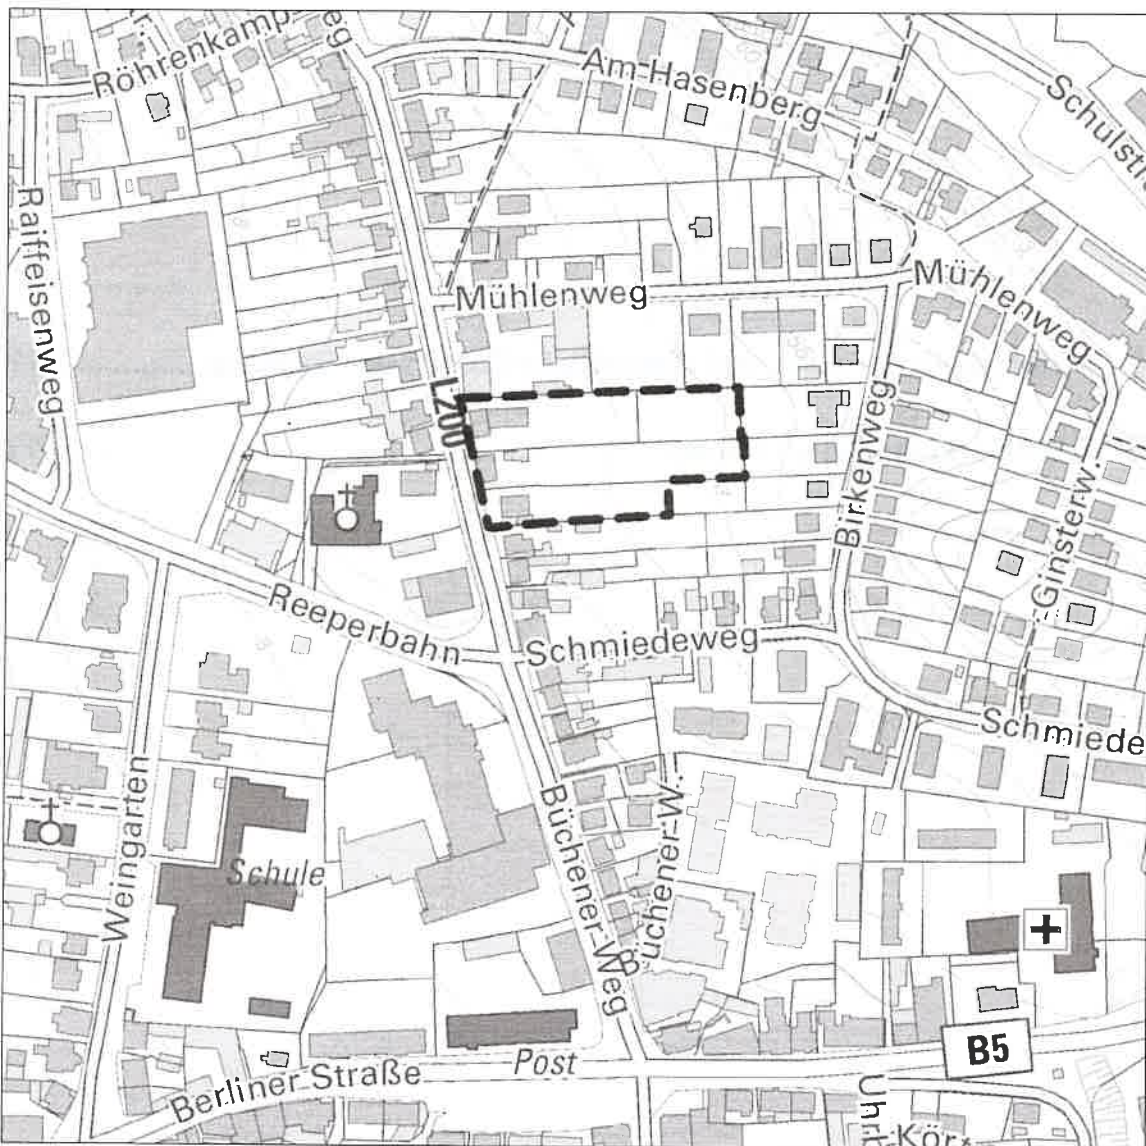 Röhrenkamp
Am Hasenberg
Schulstr
Raiffeisenweg
Mühlenweg
Mühlenweg
L200
Birkenweg
Ginsterw.
Reeperbahn
Schmiedeweg
Schmiede
Weingarten
Büchener Weg
Büchener W.
Schule
B5
Post
Berliner Straße